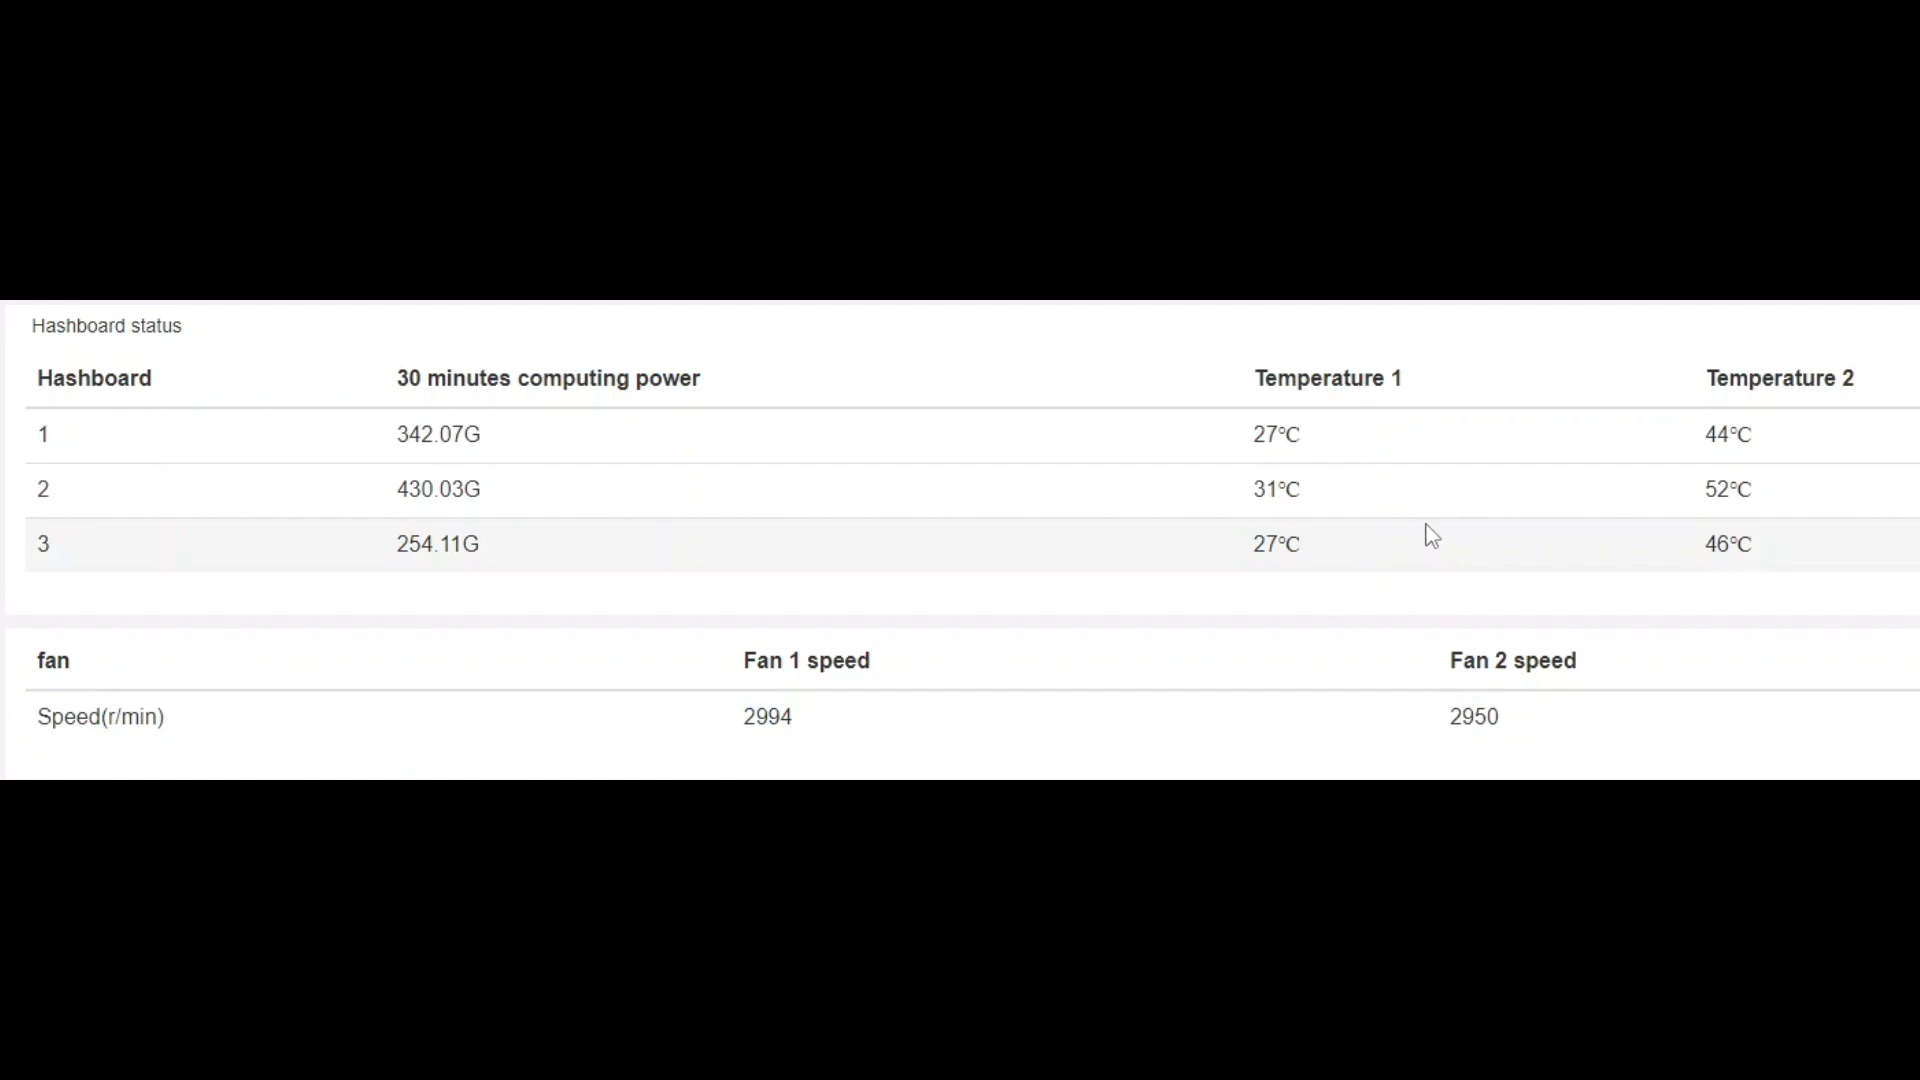 Hashboard status
Hashboard 30 minutes computing power Temperature 1 Temperature 2
1 342.07G 27°C 44°C
2 430.03G 31°C 52°C
3 254.11G 27°C 46°C
fan Fan 1 speed Fan 2 speed
Speed(r/min) 2994 2950